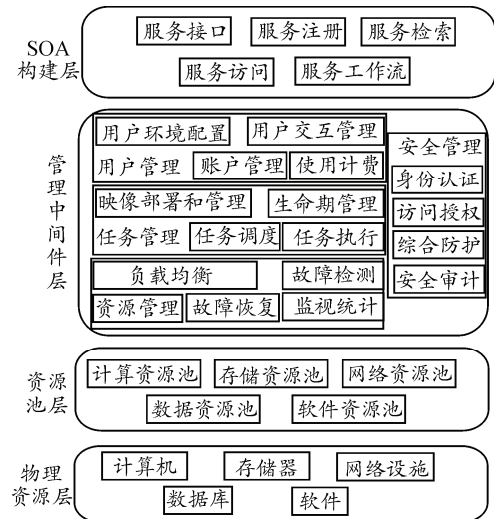 SOA
构建层
服务接口 服务注册 服务检索
服务访问 服务工作流
管理中间件层
用户环境配置 用户交互管理
用户管理 账户管理 使用计费
映像部署和管理 生命期管理
任务管理 任务调度 任务执行
负载均衡 故障检测
资源管理 故障恢复 监视统计
安全管理
身份认证
访问授权
综合防护
安全审计
资源
池层
计算资源池 存储资源池 网络资源池
数据资源池 软件资源池
物理
资源层
计算机 存储器 网络设施
数据库 软件